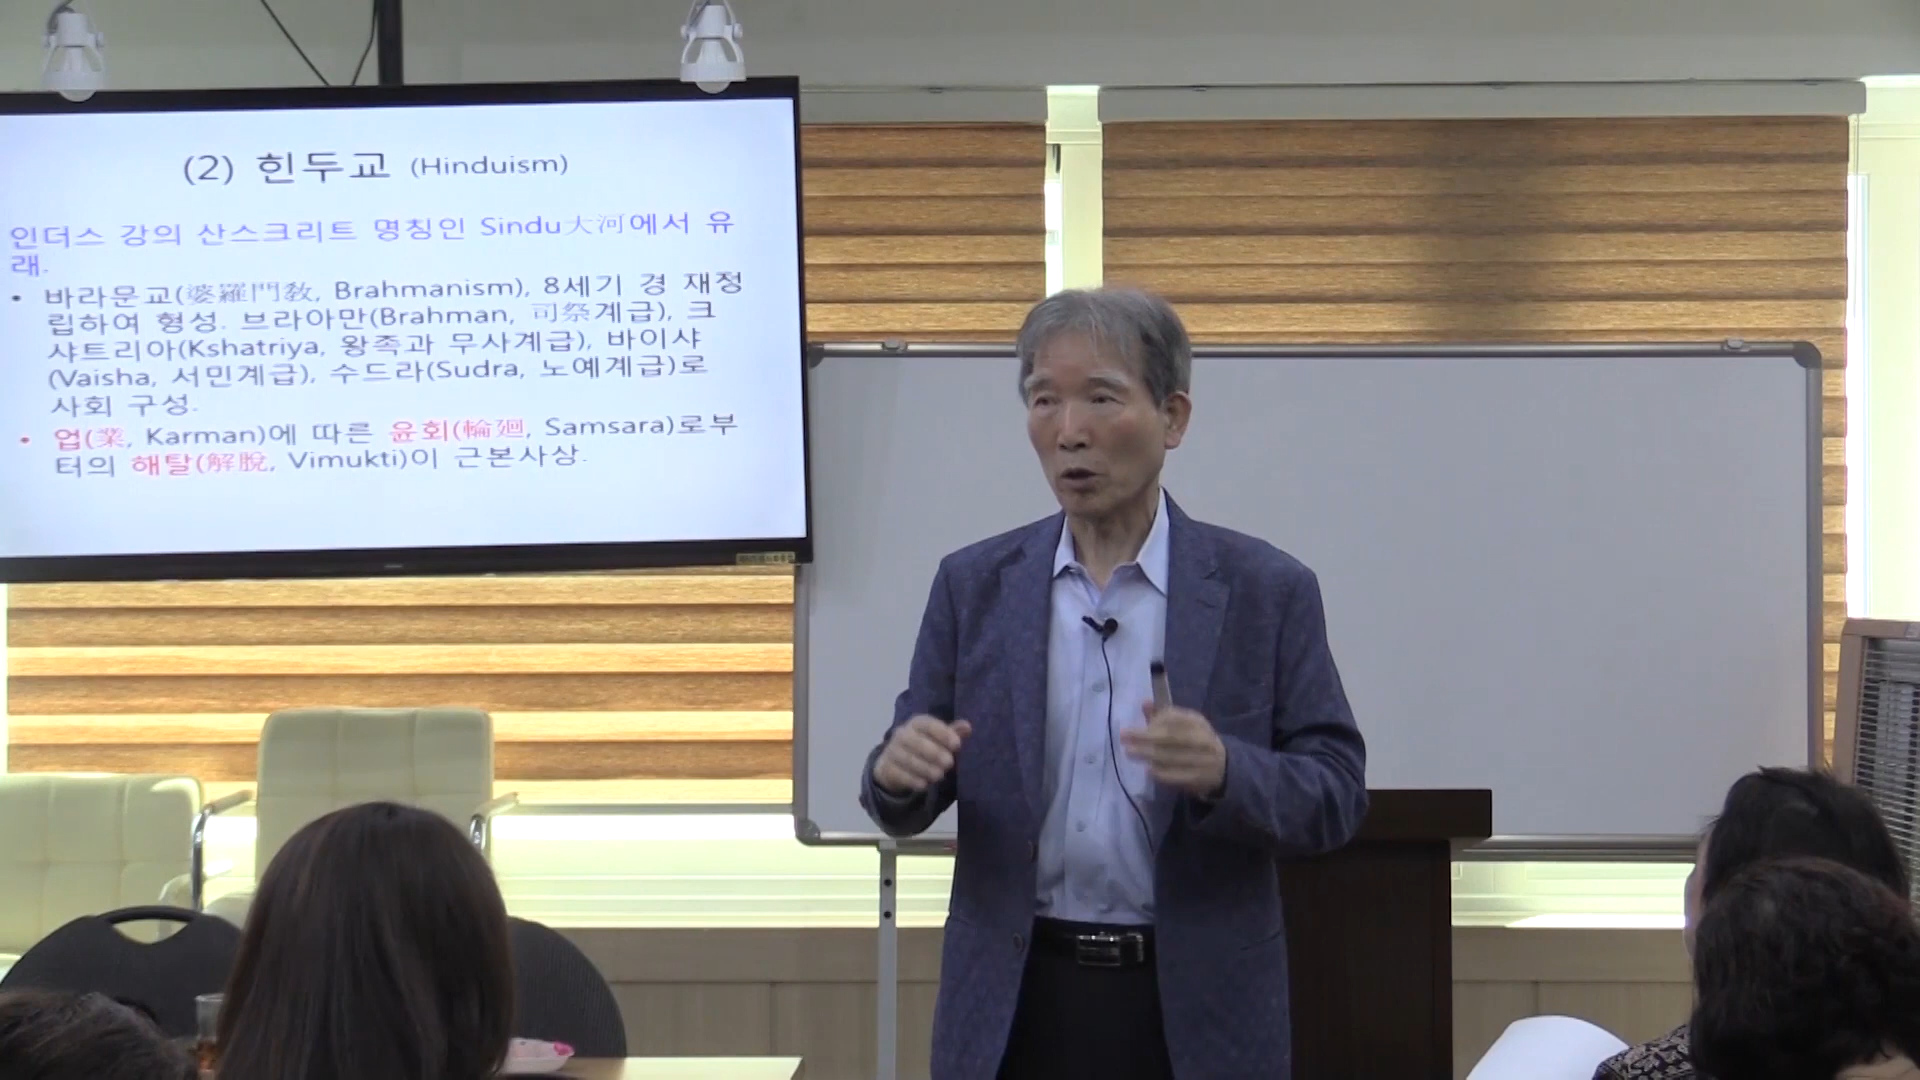 (2) 힌두교 (Hinduism)
인더스 강의 산스크리트 명칭인 Sindu大河에서 유
래.
• 바라문교(婆羅門敎, Brahmanism), 8세기 경 재정
립하여 형성. 브라아만(Brahman, 司祭계급), 크
샤트리아(Kshatriya, 왕족과 무사계급), 바이샤
(Vaisha, 서민계급), 수드라(Sudra, 노예계급)로
사회 구성.
• 업(業, Karman)에 따른 윤회(輪廻, Samsara)로부
터의 해탈(解脫, Vimukti)이 근본사상.